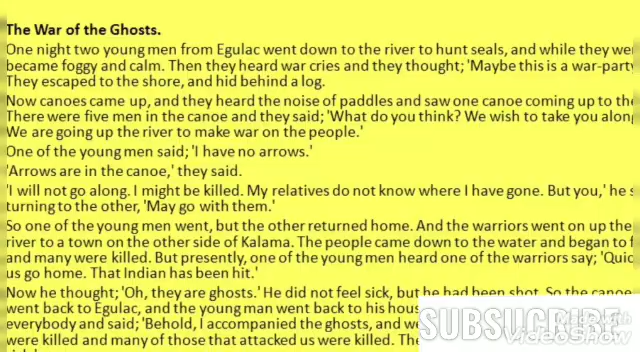 The War of the Ghosts.
One night two young men from Egulac went down to the river to hunt seals, and while they
became foggy and calm. Then they heard war cries and they thought; 'Maybe this is a war-party
They escaped to the shore, and hid behind a log.
Now canoes came up, and they heard the noise of paddles and saw one canoe coming up to
There were five men in the canoe and they said; 'What do you think? We wish to take you
We are going up the river to make war on the people.'
One of the young men said; 'I have no arrows.'
'Arrows are in the canoe,' they said.
'I will not go along. I might be killed. My relatives do not know where I have gone. But you,' he
turning to the other, 'May go with them.'
So one of the young men went, but the other returned home. And the warriors went on up the
river to a town on the other side of Kalama. The people came down to the water and began to
and many were killed. But presently, one of the young men heard one of the warriors say;
us go home. That Indian has been hit.'
Now he thought; 'Oh, they are ghosts.' He did not feel sick, but he had been shot. So the canoe
went back to Egulac, and the young man went back to his
everybody and said; 'Behold, I accompanied the ghosts, and
were killed and many of those that attacked us were killed.
SUBSUCRIBE
VideoShow